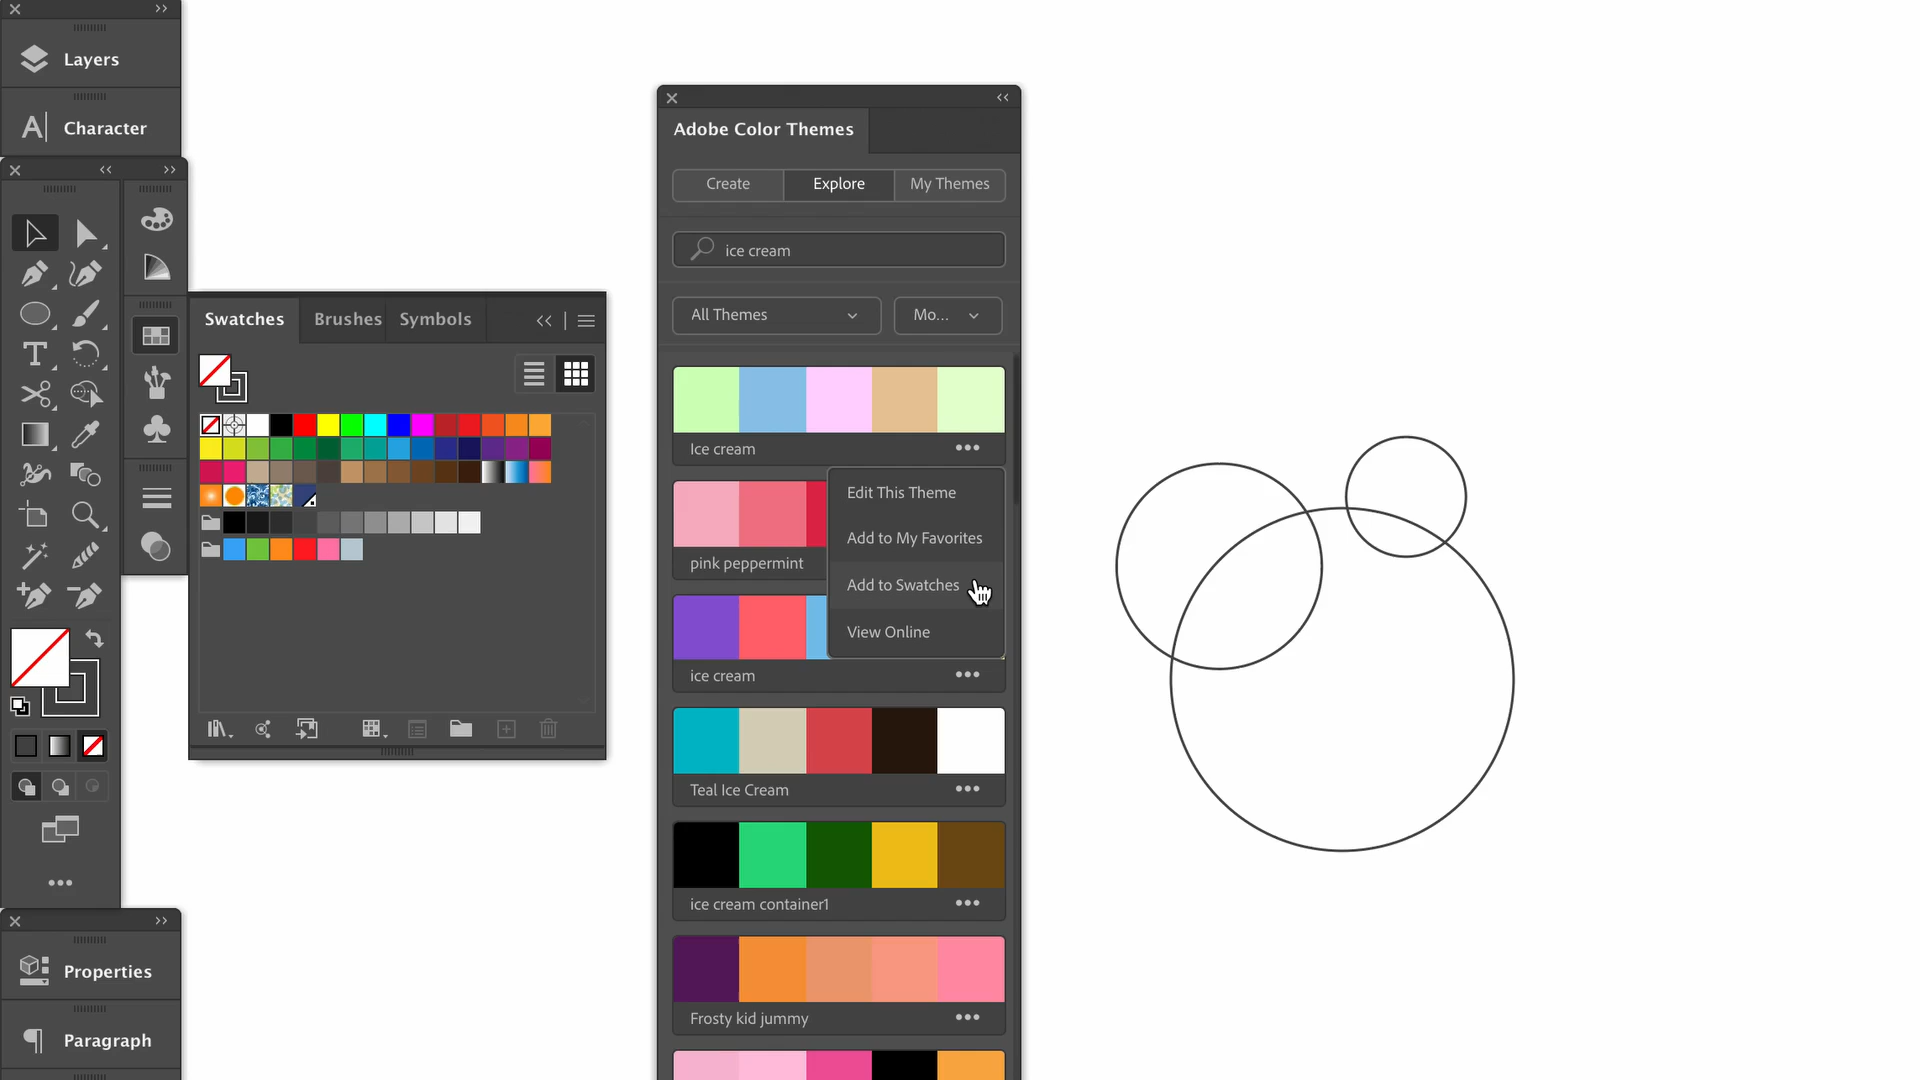 Layers
Character
Adobe Color Themes
Create
Explore
My Themes
ice cream
All Themes
Mo...
Swatches
Brushes
Symbols
Ice cream
Edit This Theme
Add to My Favorites
Add to Swatches
View Online
pink peppermint
ice cream
Teal Ice Cream
ice cream container1
Frosty kid jummy
Properties
Paragraph